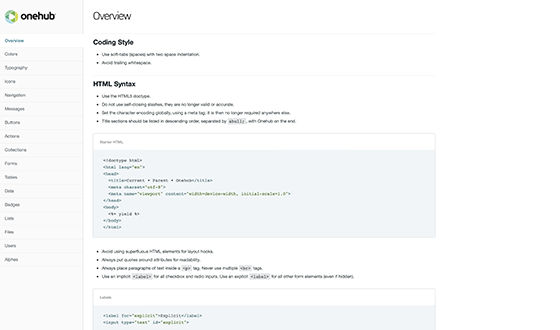 onehub
Overview
Colors
Typography
Icons
Navigation
Messages
Buttons
Actions
Collections
Forms
Tables
Data
Badges
Lists
Files
Users
Alphas
Overview
Coding Style
Use soft-tabs (spaces) with two space indentation.
Avoid trailing whitespace.
HTML Syntax
Use the HTML5 doctype.
Do not use self-closing slashes, they are no longer valid or accurate.
Set the character encoding globally, using a meta tag; it is then no longer required anywhere else.
Title sections should be listed in descending order, separated by &bull;, with Onehub on the end.
Starter HTML
<!doctype html>
<html lang="en">
<head>
<title>Current • Parent • Onehub</title>
<meta charset="utf-8">
<meta name="viewport" content="width=device-width, initial-scale=1.0">
</head>
<body>
<%= yield %>
</body>
</html>
Avoid using superfluous HTML elements for layout hooks.
Always put quotes around attributes for readability.
Always place paragraphs of text inside a <p> tag. Never use multiple <br> tags.
Use an implicit <label> for all checkbox and radio inputs. Use an explicit <label> for all other form elements (even if hidden).
Labels
<label for="explicit">Explicit</label>
<input type="text" id="explicit">